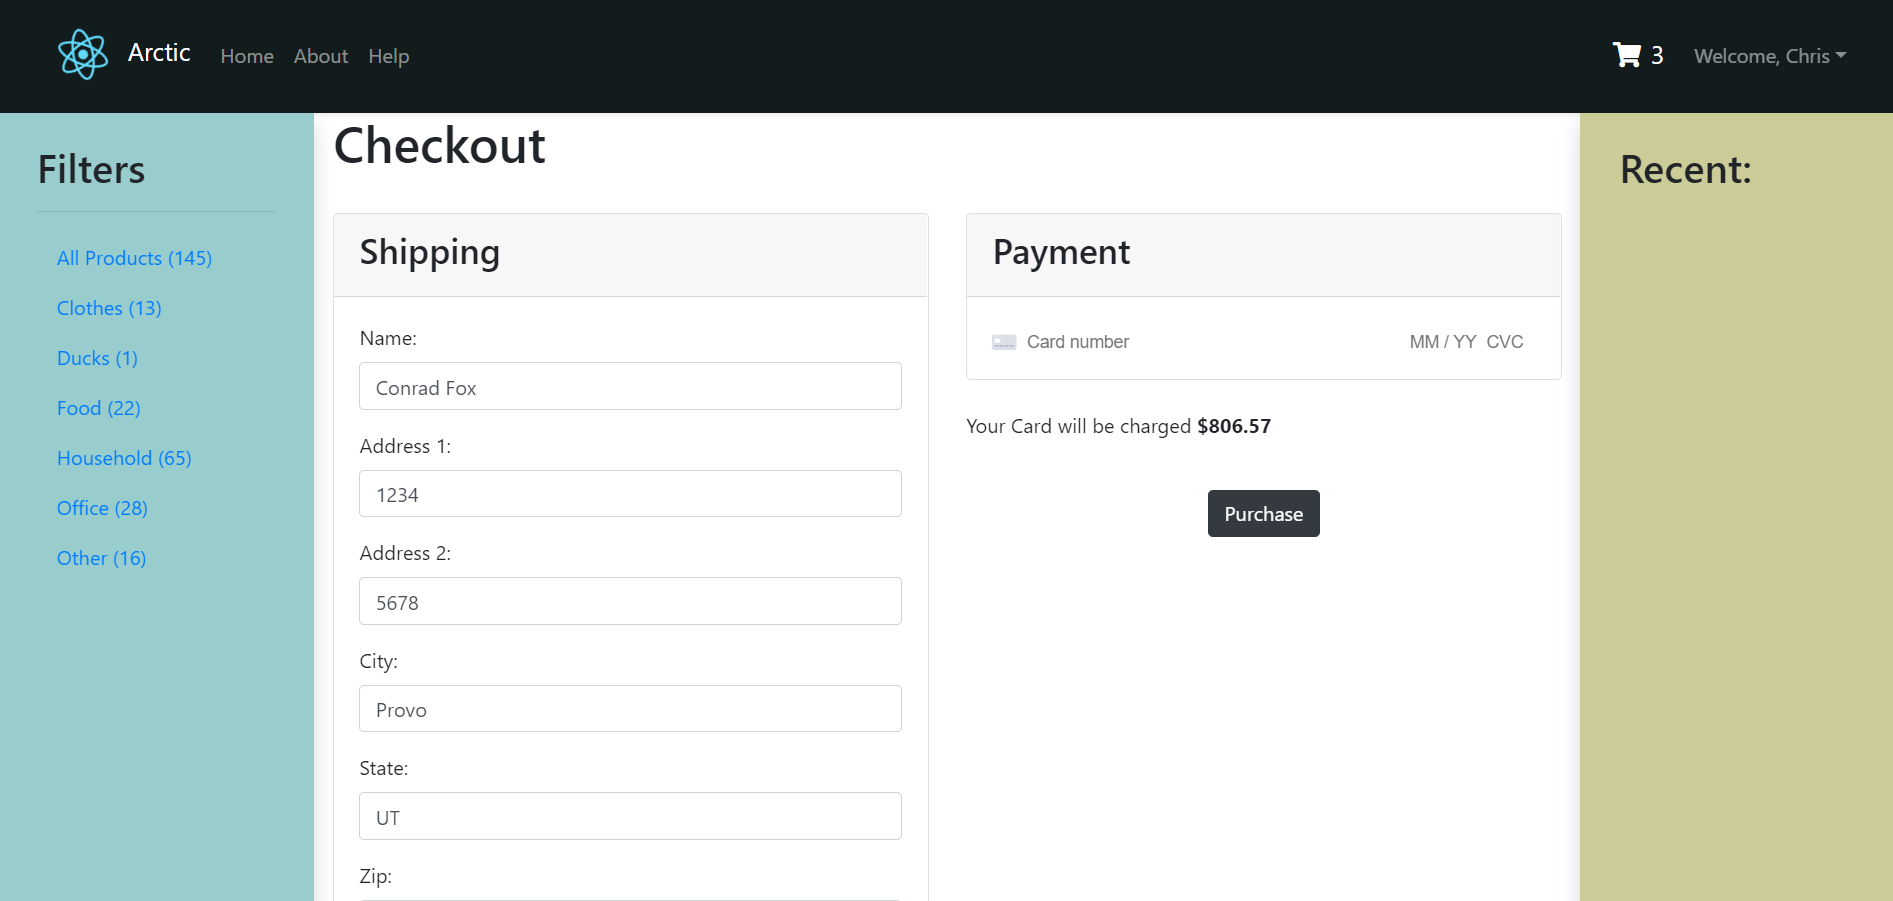 Arctic
Home
About
Help
3
Welcome, Chris
Filters
All Products (145)
Clothes (13)
Ducks (1)
Food (22)
Household (65)
Office (28)
Other (16)
Checkout
Shipping
Name:
Conrad Fox
Address 1:
1234
Address 2:
5678
City:
Provo
State:
UT
Zip:
Payment
Card number
MM / YY CVC
Your Card will be charged $806.57
Purchase
Recent: